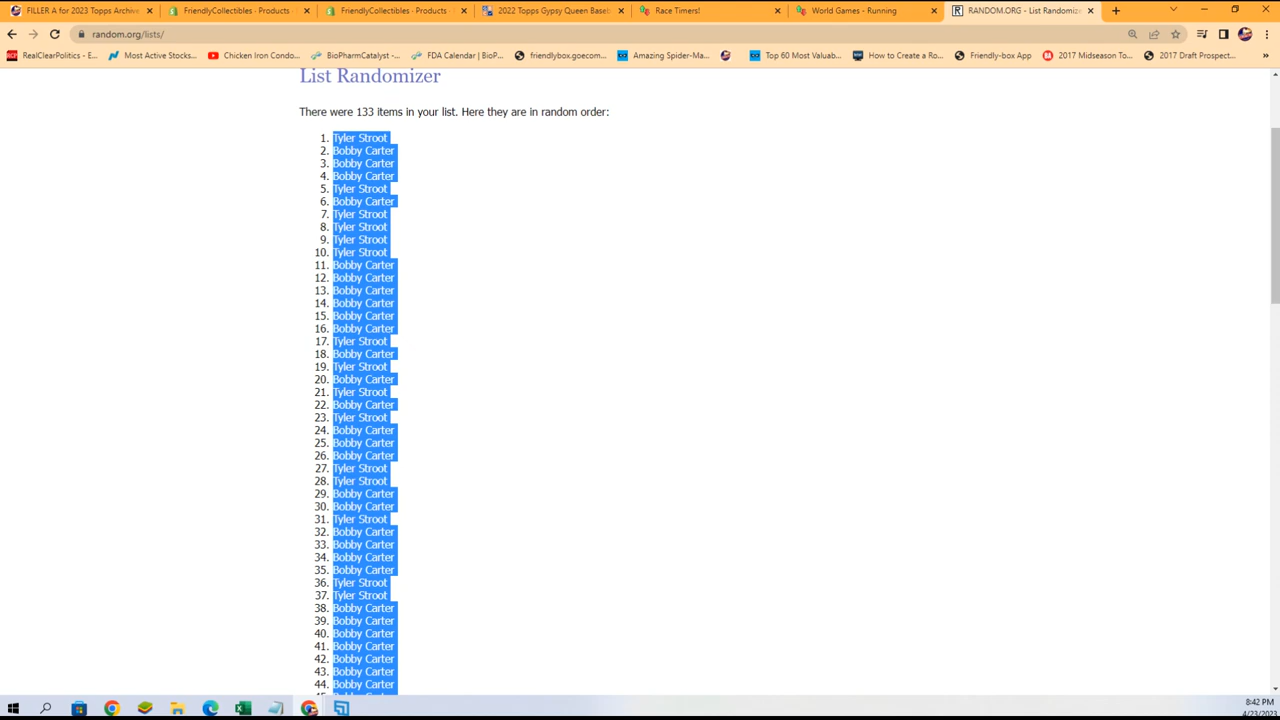 FILLER A for 2023 Topps Archive
FriendlyCollectibles · Products ·
FriendlyCollectibles · Products ·
2022 Topps Gypsy Queen Baseb
Race Timers!
World Games - Running
RANDOM.ORG - List Randomize
random.org/lists/
RealClearPolitics - E...
Most Active Stocks...
Chicken Iron Condo...
BioPharmCatalyst -...
FDA Calendar | BioP...
friendlybox.goecom...
Amazing Spider-Ma...
Top 60 Most Valuab...
How to Create a Ro...
Friendly-box App
2017 Midseason To...
2017 Draft Prospect...
List Randomizer
There were 133 items in your list. Here they are in random order:
1. Tyler Stroot
2. Bobby Carter
3. Bobby Carter
4. Bobby Carter
5. Tyler Stroot
6. Bobby Carter
7. Tyler Stroot
8. Tyler Stroot
9. Tyler Stroot
10. Tyler Stroot
11. Bobby Carter
12. Bobby Carter
13. Bobby Carter
14. Bobby Carter
15. Bobby Carter
16. Bobby Carter
17. Tyler Stroot
18. Bobby Carter
19. Tyler Stroot
20. Bobby Carter
21. Tyler Stroot
22. Bobby Carter
23. Tyler Stroot
24. Bobby Carter
25. Bobby Carter
26. Bobby Carter
27. Tyler Stroot
28. Tyler Stroot
29. Bobby Carter
30. Bobby Carter
31. Tyler Stroot
32. Bobby Carter
33. Bobby Carter
34. Bobby Carter
35. Bobby Carter
36. Tyler Stroot
37. Tyler Stroot
38. Bobby Carter
39. Bobby Carter
40. Bobby Carter
41. Bobby Carter
42. Bobby Carter
43. Bobby Carter
44. Bobby Carter
8:42 PM
4/23/2023